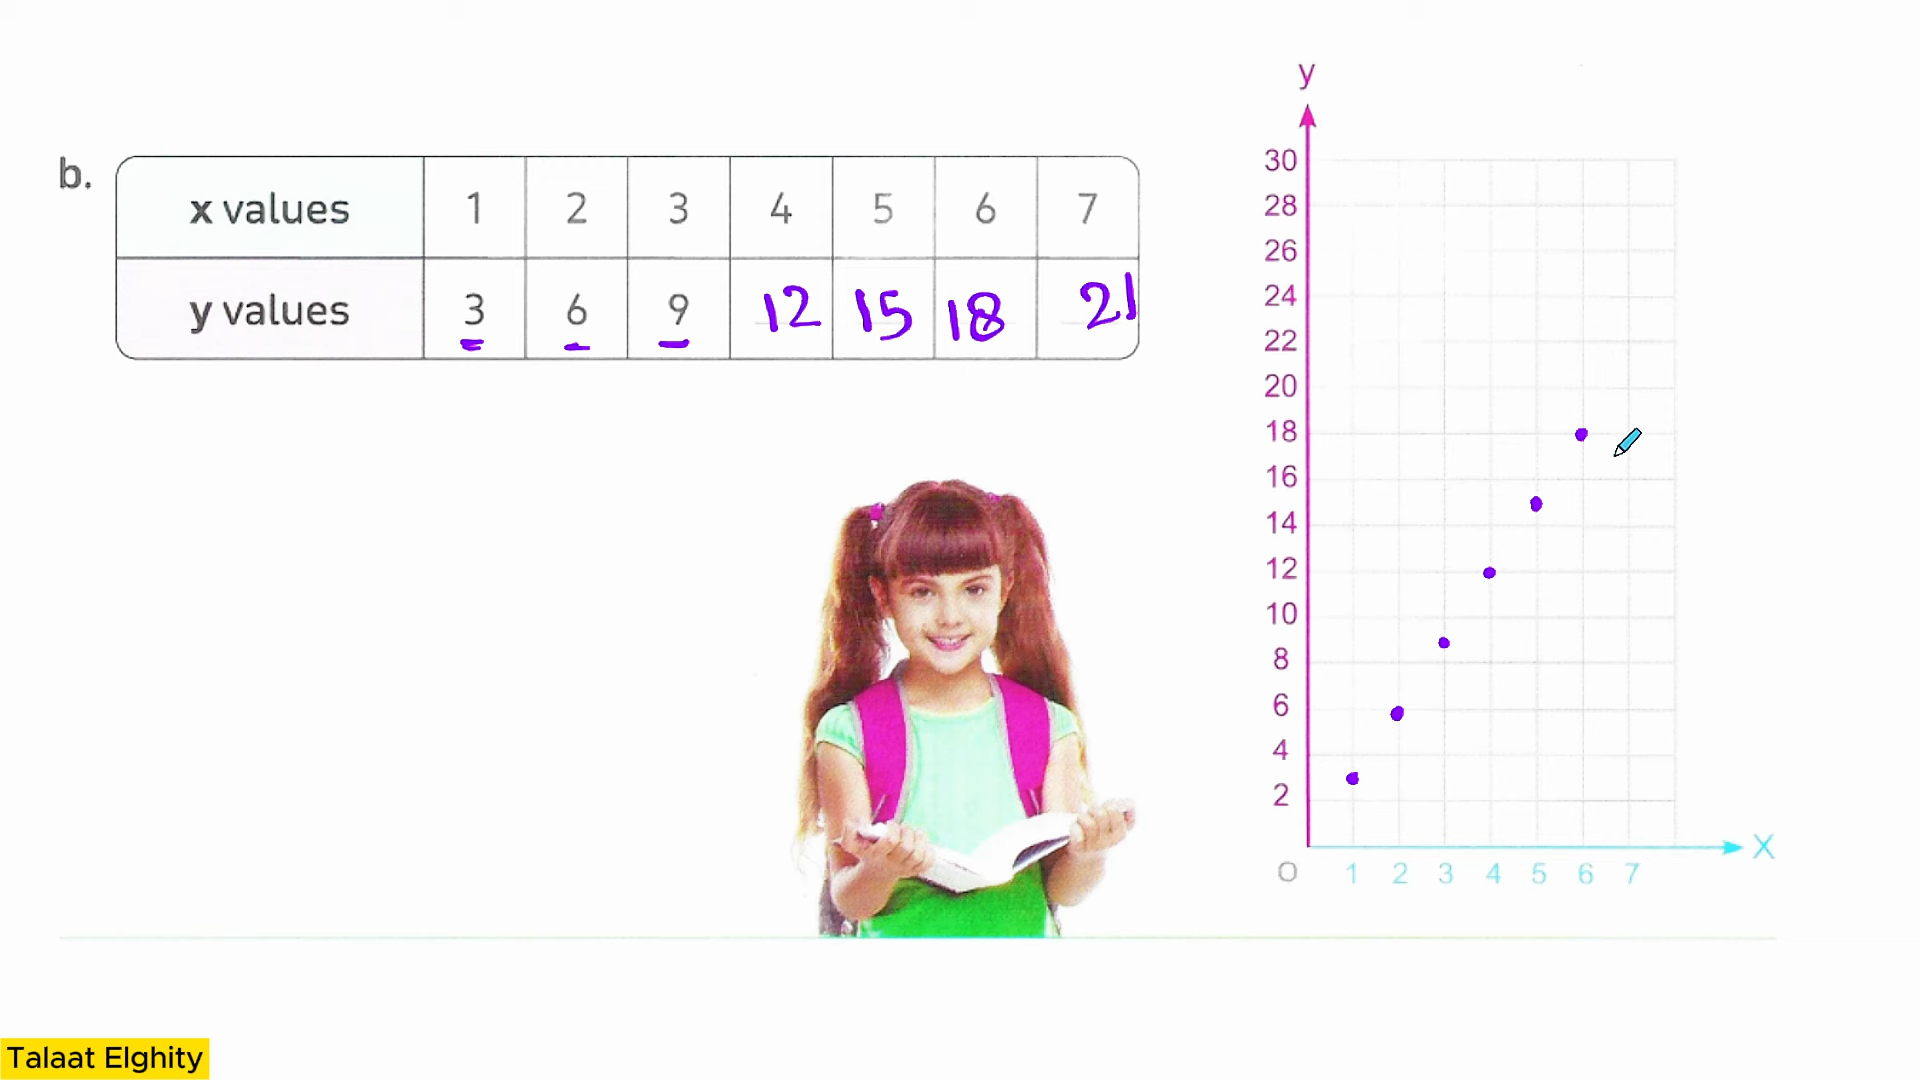 b.
x values 1 2 3 4 5 6 7
y values 3 6 9 12 15 18 21
y
30
28
26
24
22
20
18
16
14
12
10
8
6
4
2
O 1 2 3 4 5 6 7 X
Talaat Elghity